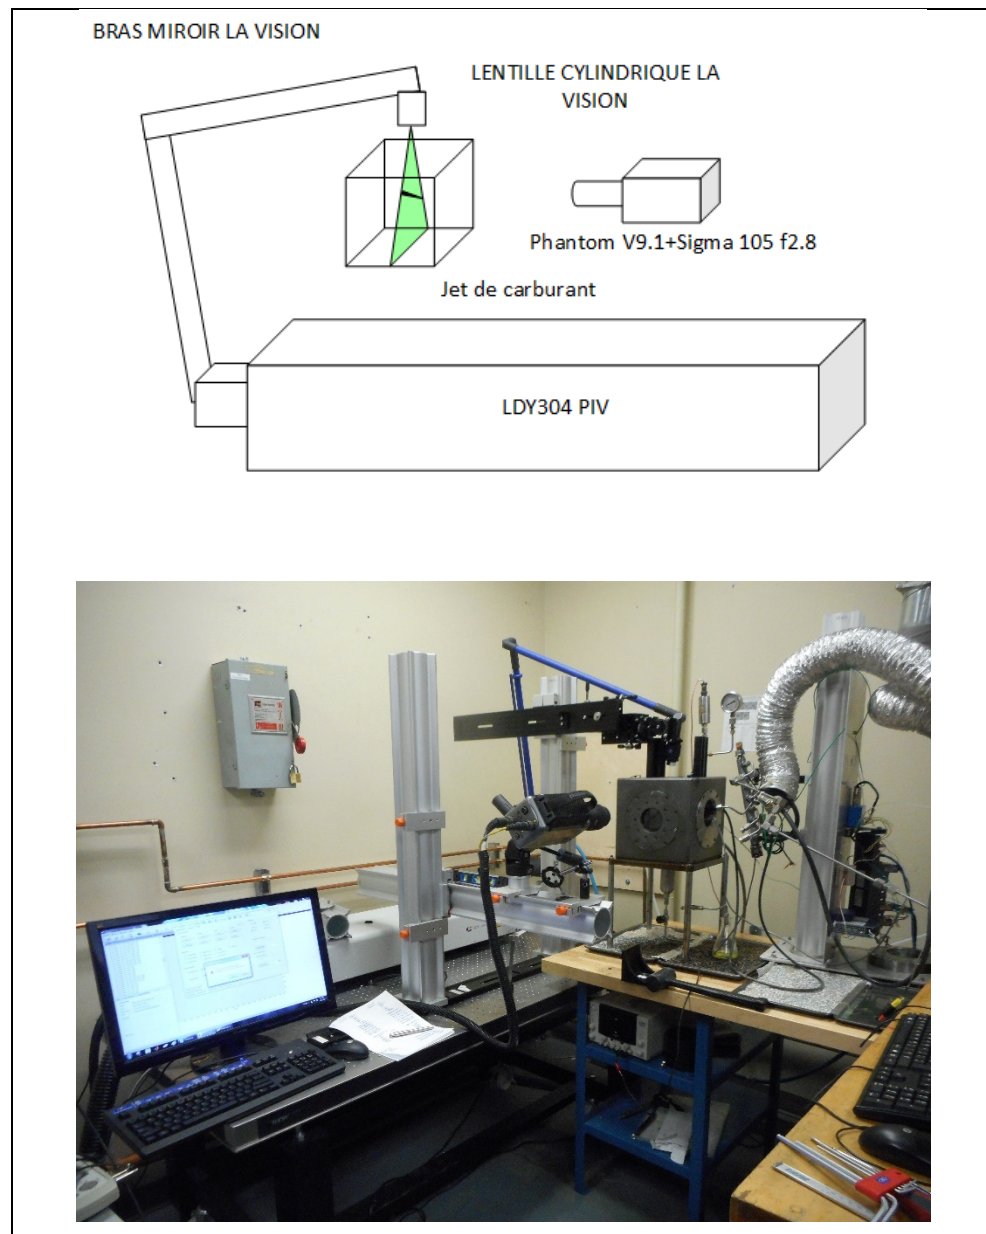 BRAS MIROIR LA VISION
LENTILLE CYLINDRIQUE LA
VISION
Phantom V9.1+Sigma 105 f2.8
Jet de carburant
LDY304 PIV